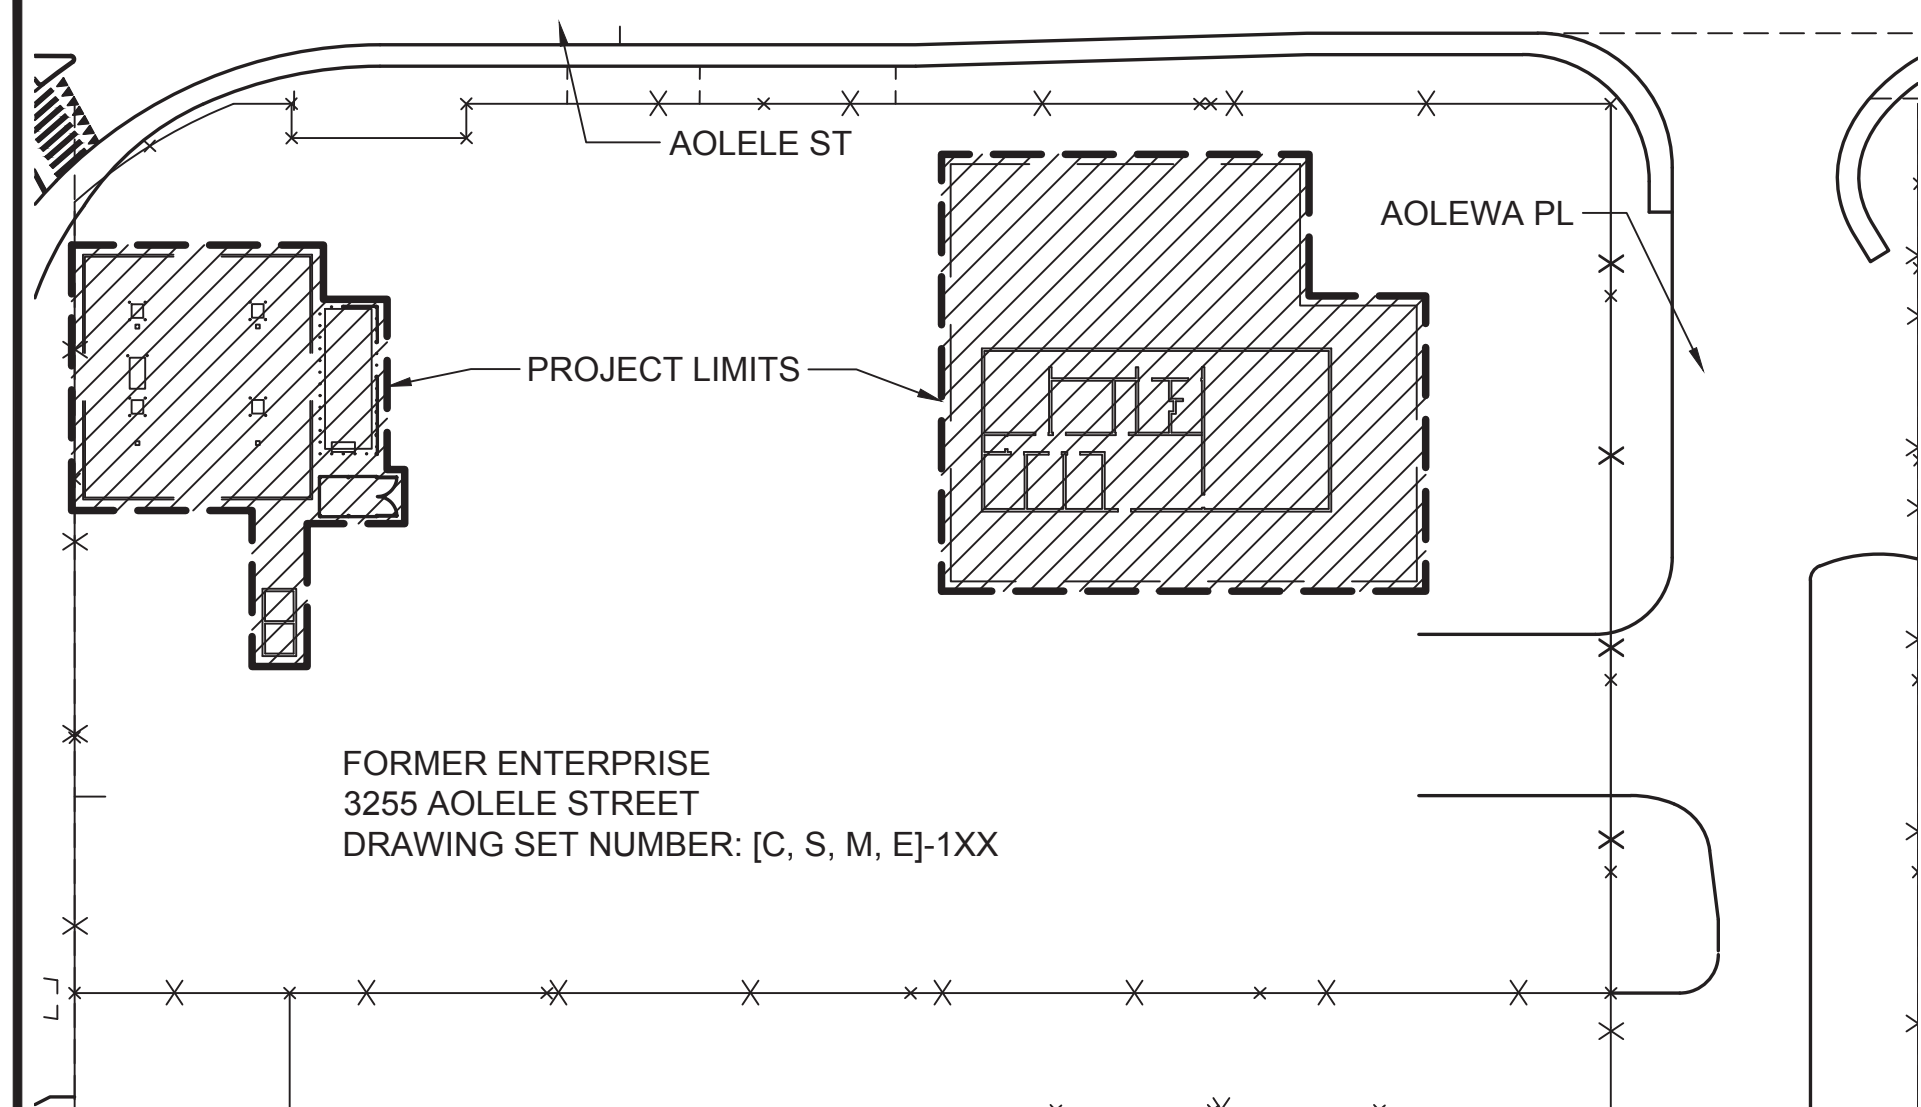 AOLELE ST
AOLEWA PL
PROJECT LIMITS
FORMER ENTERPRISE
3255 AOLELE STREET
DRAWING SET NUMBER: [C, S, M, E]-1XX